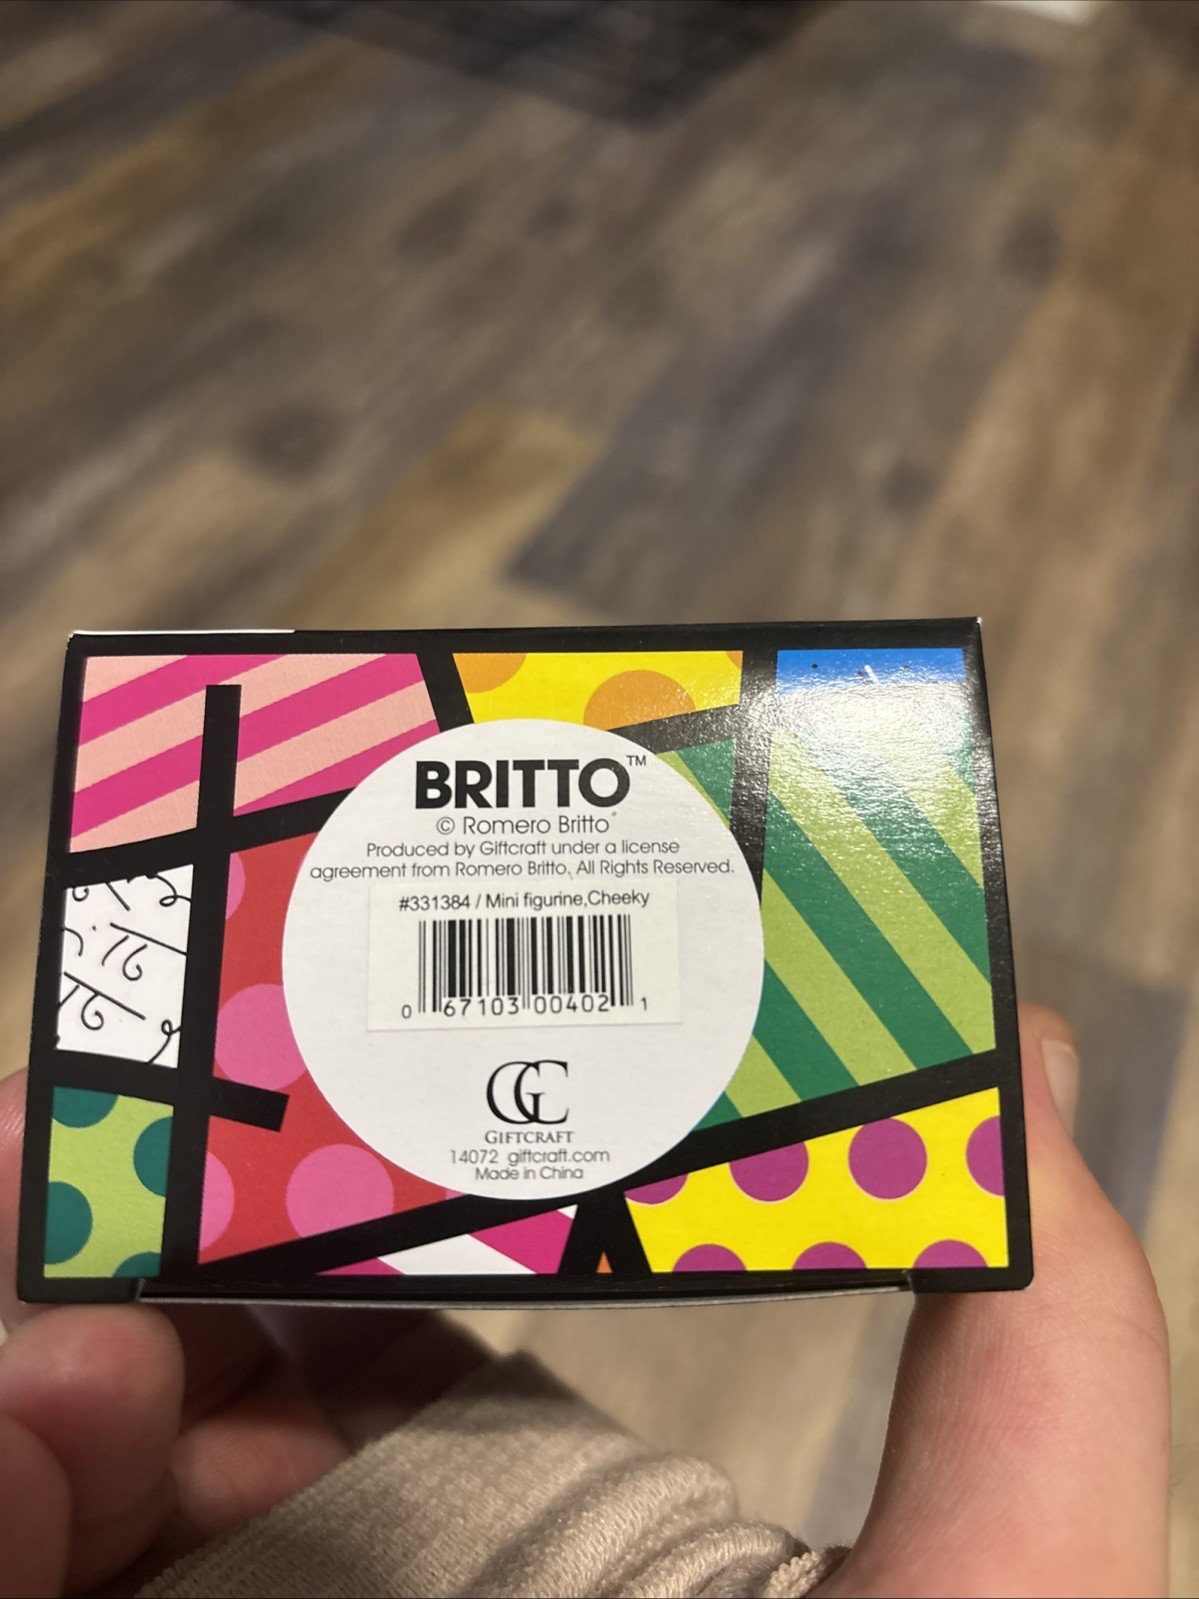 BRITTO™
© Romero Britto
Produced by Giftcraft under a license
agreement from Romero Britto, All Rights Reserved.
#331384 / Mini figurine,Cheeky
0 67103 00402 1
GC
GIFTCRAFT
14072 giftcraft.com
Made in China